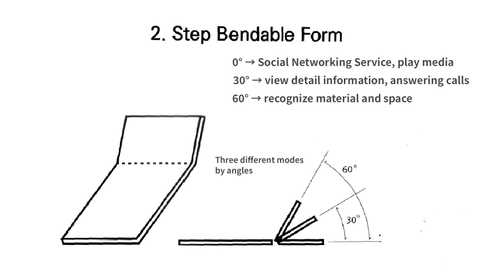 2. Step Bendable Form
0° → Social Networking Service, play media
30° → view detail information, answering calls
60° → recognize material and space
Three different modes
by angles
60°
30°